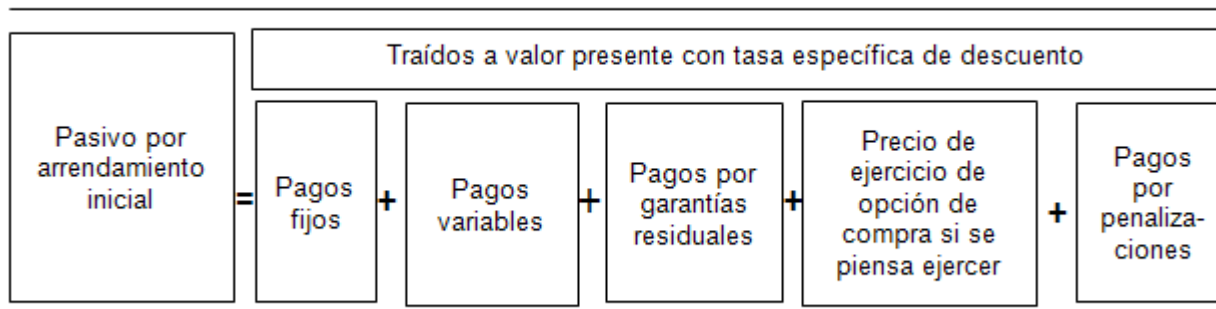 Traídos a valor presente con tasa específica de descuento
Pasivo por
arrendamiento
inicial
=
Pagos
fijos
+
Pagos
variables
+
Pagos por
garantías
residuales
+
Precio de
ejercicio de
opción de
compra si se
piensa ejercer
+
Pagos
por
penaliza-
ciones